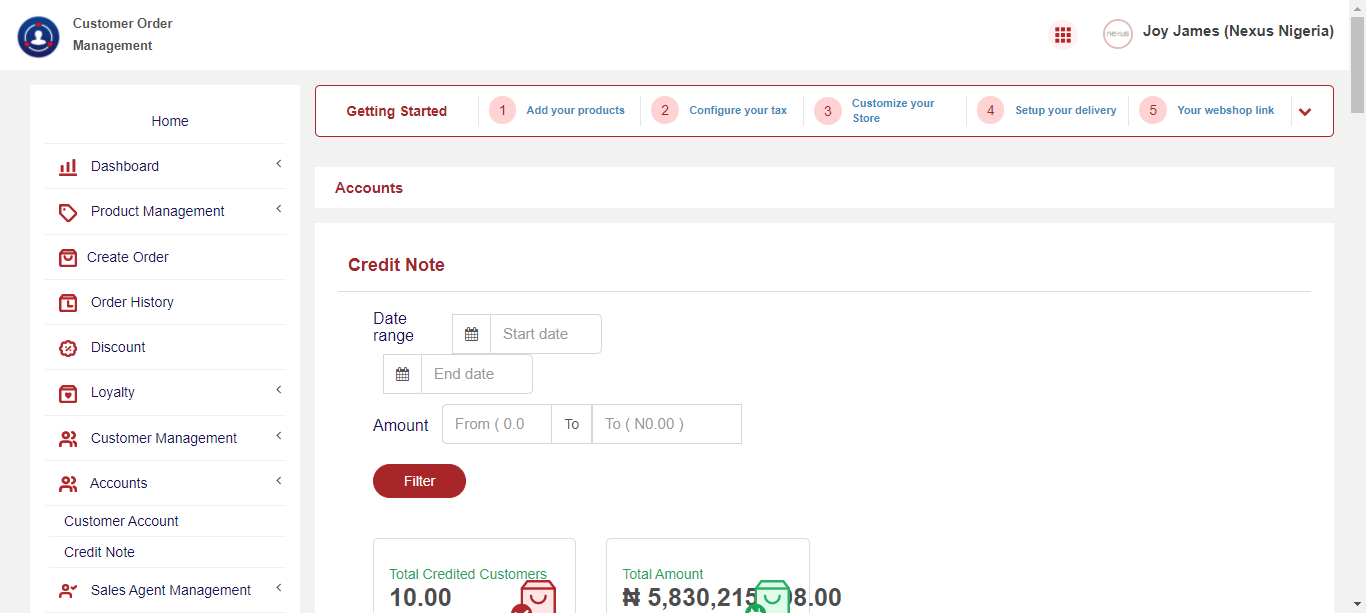 Customer Order
Management
nexus
Joy James (Nexus Nigeria)
Home
Dashboard
Product Management
Create Order
Order History
Discount
Loyalty
Customer Management
Accounts
Customer Account
Credit Note
Sales Agent Management
Getting Started
1 Add your products
2 Configure your tax
3 Customize your
Store
4 Setup your delivery
5 Your webshop link
Accounts
Credit Note
Date
range
Start date
End date
Amount From ( 0.0 To To ( N0.00 )
Filter
Total Credited Customers
10.00
Total Amount
₦ 5,830,215
8.00